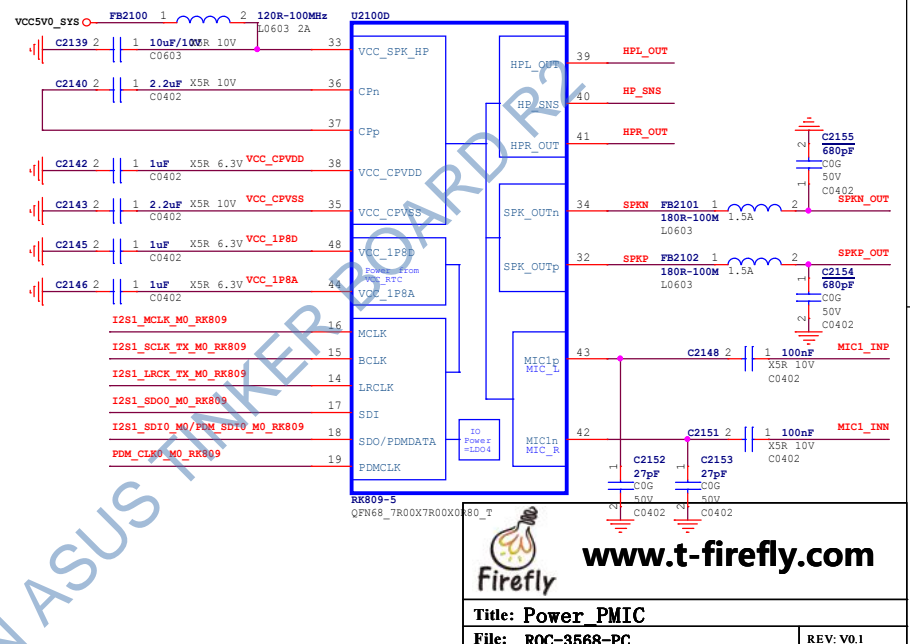 VCC5V0_SYS FB2100 1 2 120R-100MHz
L0603 2A
U2100D
C2139 2 1 10uF/10V X5R 10V 33 VCC_SPK_HP
C0603
C2140 2 1 2.2uF X5R 10V 36 CPn
C0402
37 CPp
C2142 2 1 1uF X5R 6.3V VCC_CPVDD 38 VCC_CPVDD
C0402
C2143 2 1 2.2uF X5R 10V VCC_CPVSS 35 VCC_CPVSS
C0402
C2145 2 1 1uF X5R 6.3V VCC_1P8D 48 VCC_1P8D
C0402
Power from
VCC_RTC
C2146 2 1 1uF X5R 6.3V VCC_1P8A 44 VCC_1P8A
C0402
I2S1_MCLK_M0_RK809 16 MCLK
I2S1_SCLK_TX_M0_RK809 15 BCLK
I2S1_LRCK_TX_M0_RK809 14 LRCLK
I2S1_SDO0_M0_RK809 17 SDI
I2S1_SDI0_M0/PDM_SDI0_M0_RK809 18 SDO/PDMDATA
PDM_CLK0_M0_RK809 19 PDMCLK
IO
Power
=LDO4
HPL_OUT 39 HPL_OUT
HP_SNS 40 HP_SNS
HPR_OUT 41 HPR_OUT
SPK_OUTn 34 SPKN FB2101 1 2 SPKN_OUT
180R-100M 1.5A
L0603
2 1 C2155
680pF
C0G
50V
C0402
SPK_OUTp 32 SPKP FB2102 1 2 SPKP_OUT
180R-100M 1.5A
L0603
1 2 C2154
680pF
C0G
50V
C0402
MIC1p 43 C2148 2 1 100nF MIC1_INP
MIC_L
X5R 10V
C0402
MIC1n 42 C2151 2 1 100nF MIC1_INN
MIC_R
X5R 10V
C0402
1 2 C2152
27pF
C0G
50V
C0402
1 2 C2153
27pF
C0G
50V
C0402
RK809-5
QFN68_7R00X7R00X0R80_T
N ASUS TINKER BOARD R2
Firefly
www.t-firefly.com
Title: Power_PMIC
File: ROC-3568-PC
REV: V0.1